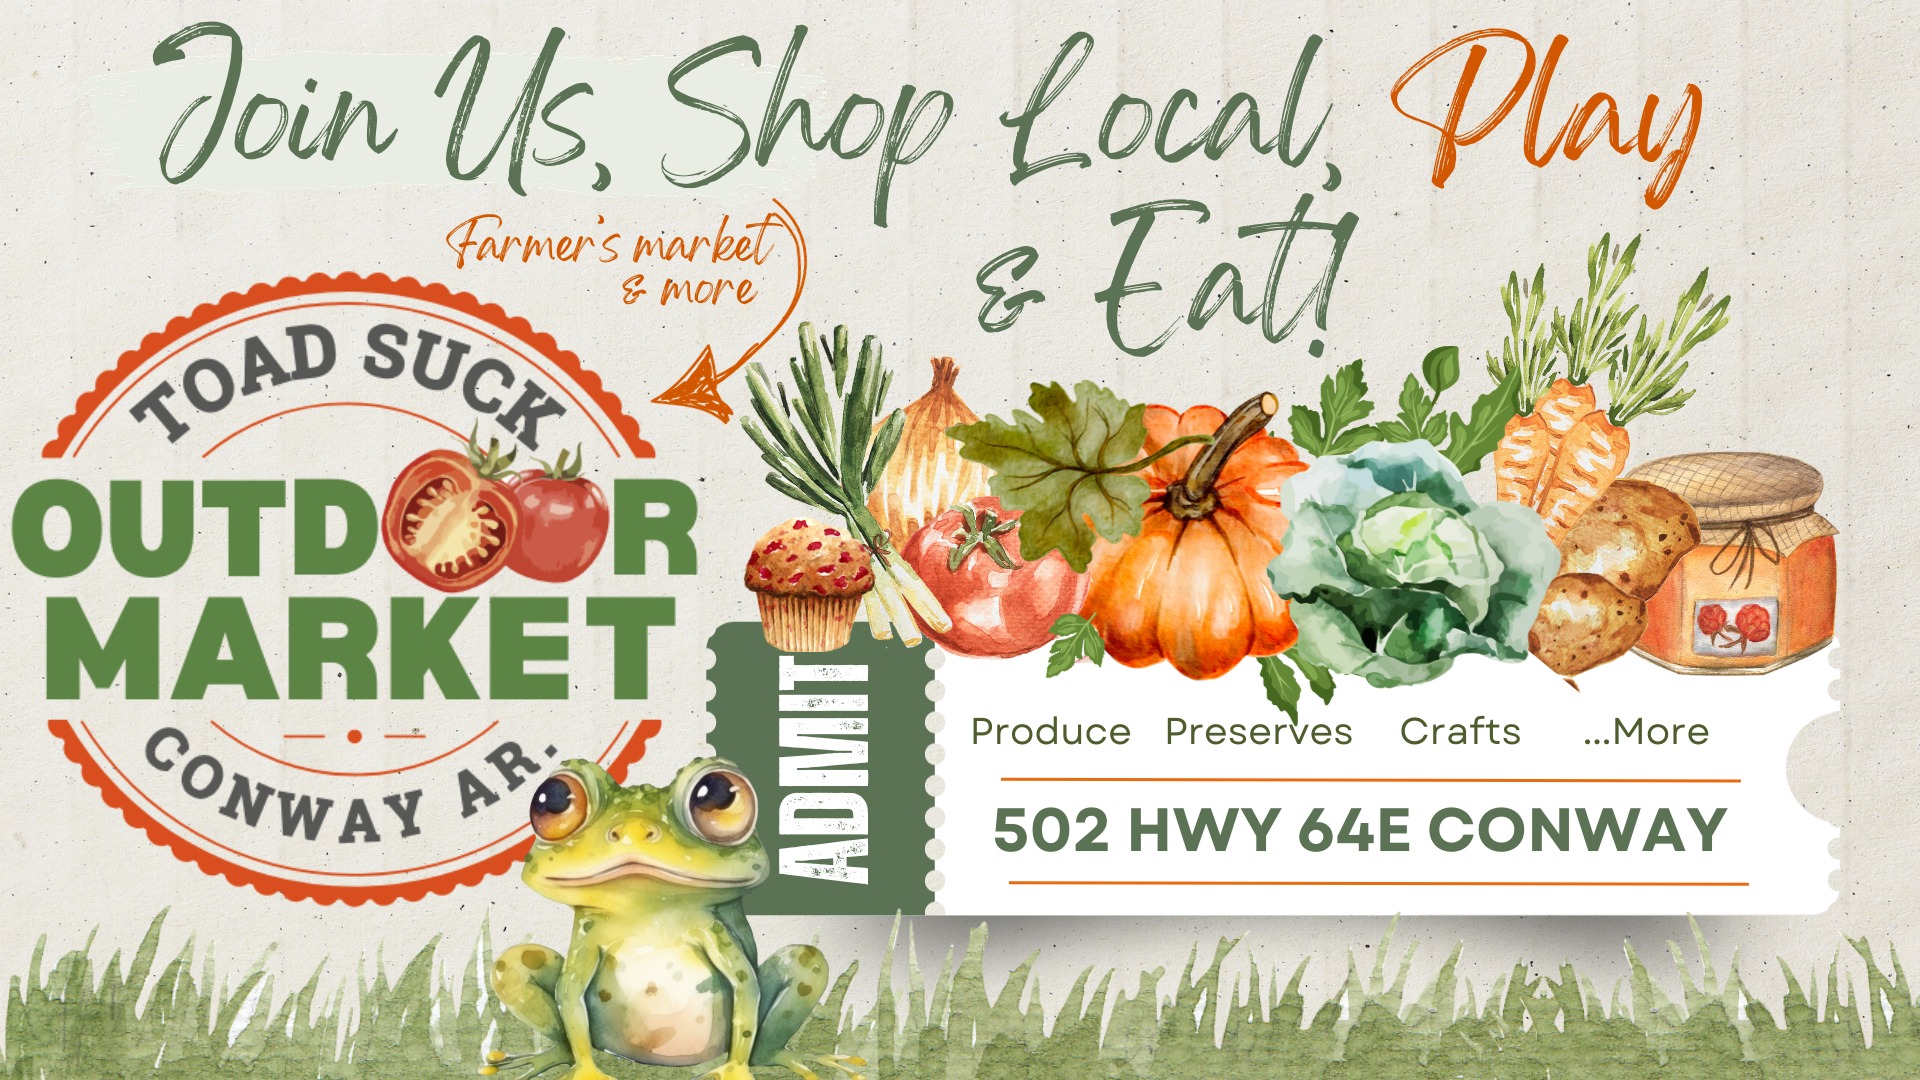 Join Us, Shop Local, Play
& Eat!
Farmer's market
& more
TOAD SUCK
OUTDOOR
MARKET
CONWAY AR.
ADMIT
Produce Preserves Crafts ...More
502 HWY 64E CONWAY